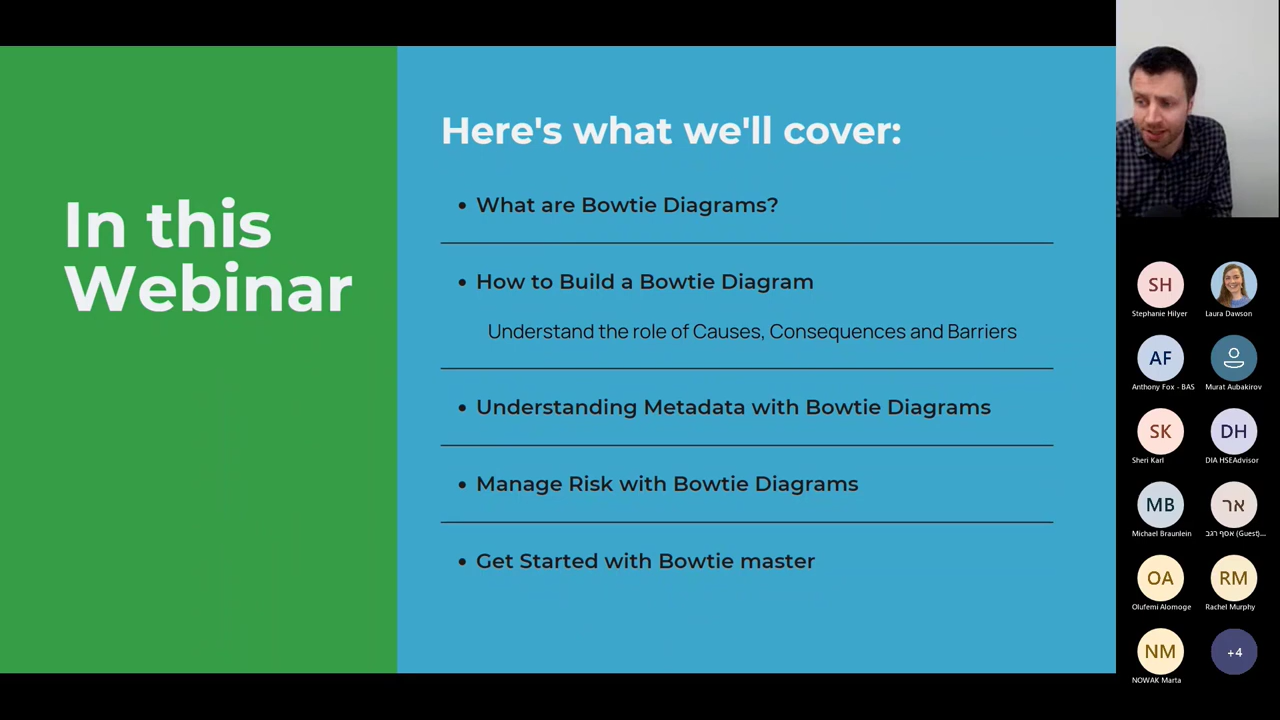 In this
Webinar
Here's what we'll cover:
• What are Bowtie Diagrams?
• How to Build a Bowtie Diagram
Understand the role of Causes, Consequences and Barriers
• Understanding Metadata with Bowtie Diagrams
• Manage Risk with Bowtie Diagrams
• Get Started with Bowtie master
SH
Stephanie Hilyer
Laura Dawson
AF
Anthony Fox - BAS
Murat Aubakirov
SK
Sheri Karl
DH
DIA HSEAdvisor
MB
Michael Braunlein
אר
אסף רגב (Guest)...
OA
Olufemi Alomoge
RM
Rachel Murphy
NM
NOWAK Marta
+4